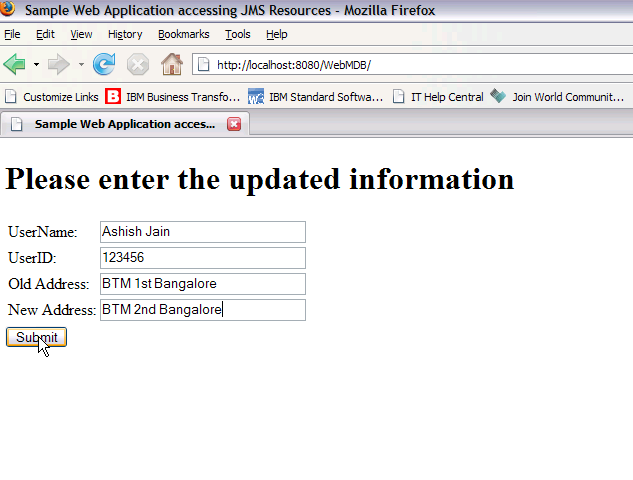 Sample Web Application accessing JMS Resources - Mozilla Firefox
File Edit View History Bookmarks Tools Help
http://localhost:8080/WebMDB/
Customize Links IBM Business Transfo... IBM Standard Softwa... IT Help Central Join World Communit...
Sample Web Application acces...
Please enter the updated information
UserName: Ashish Jain
UserID: 123456
Old Address: BTM 1st Bangalore
New Address: BTM 2nd Bangalore
Submit